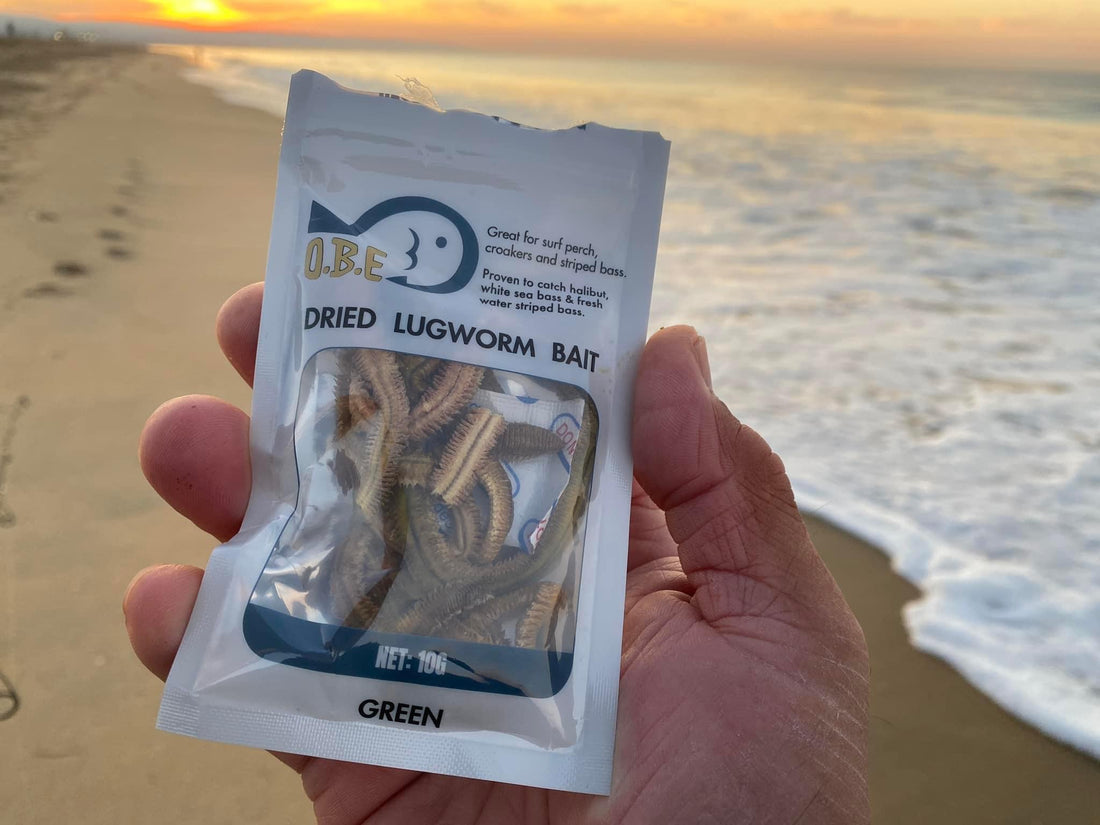 O.B.E
Great for surf perch,
croakers and striped bass.
Proven to catch halibut,
white sea bass & fresh
water striped bass.
DRIED LUGWORM BAIT
NET: 10G
GREEN